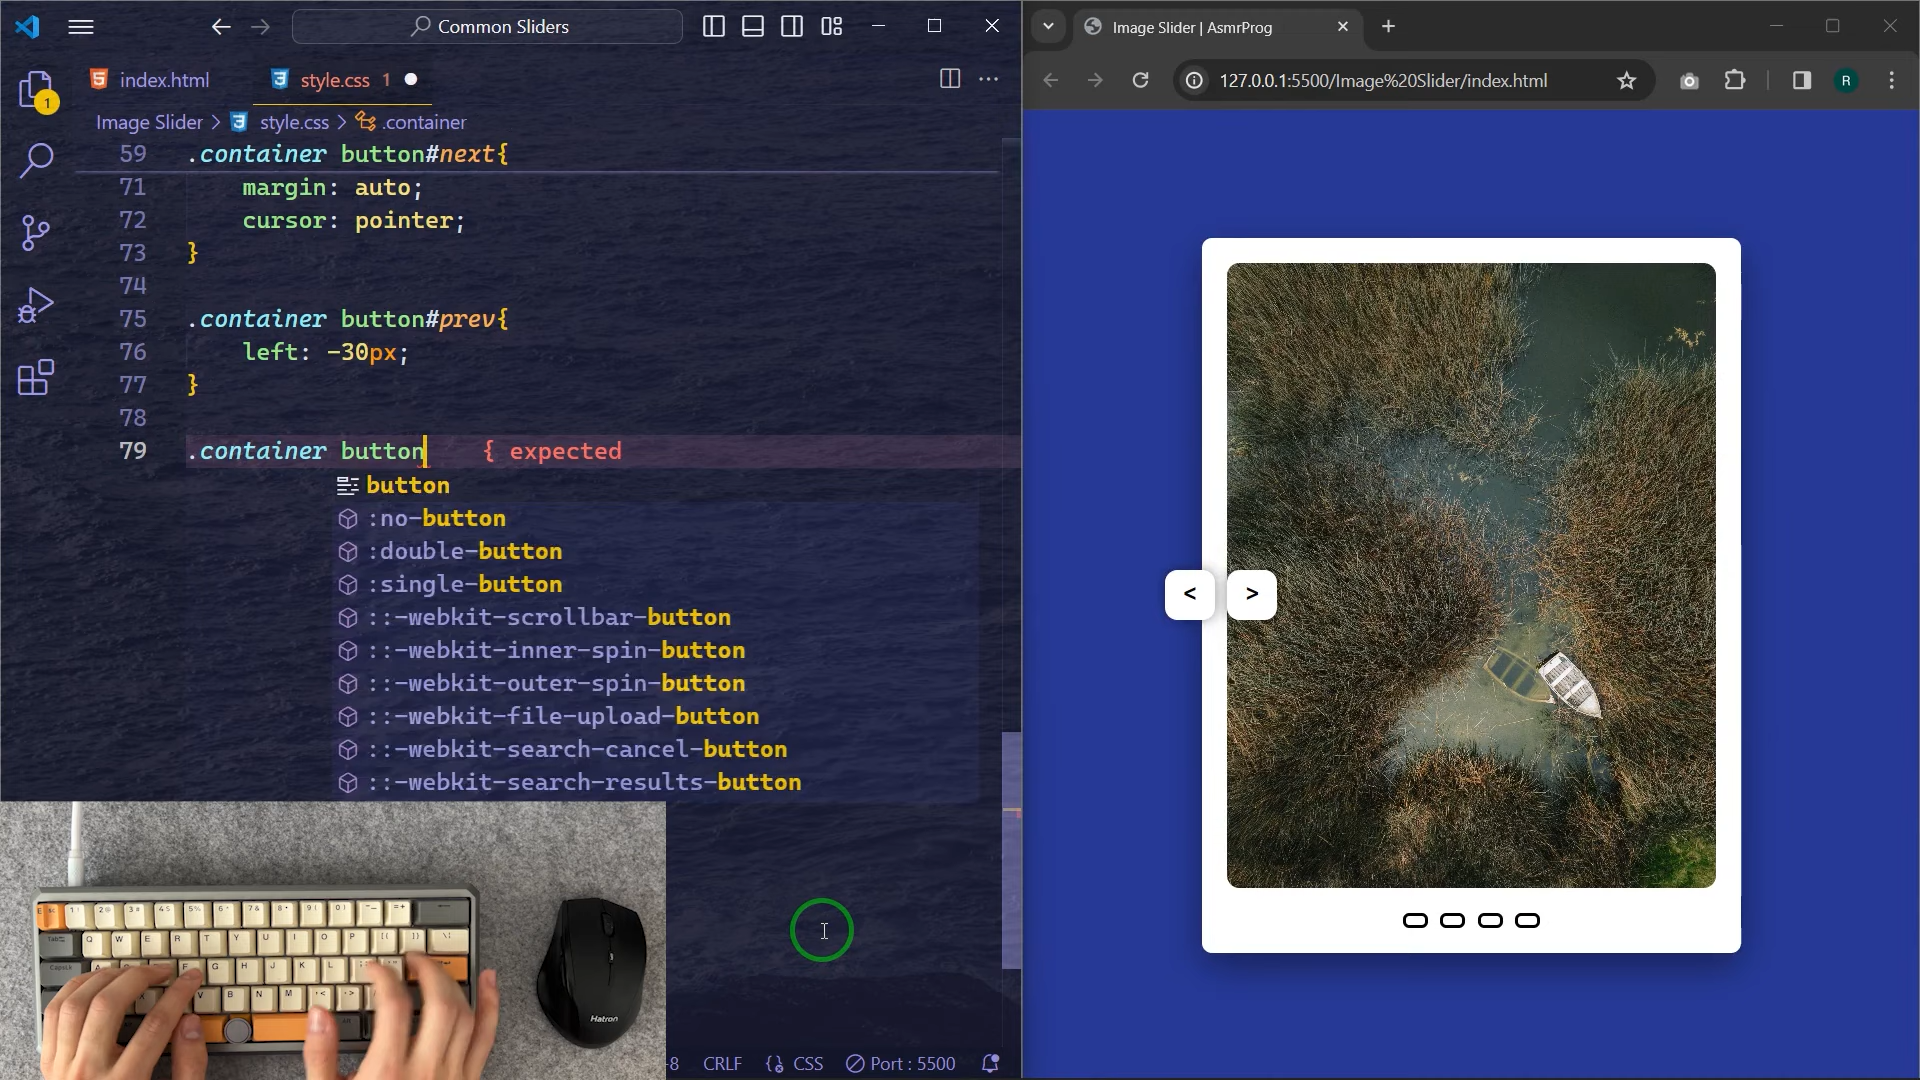 Common Sliders
index.html
style.css 1
Image Slider > style.css > .container
59 .container button#next{
71 margin: auto;
72 cursor: pointer;
73 }
74
75 .container button#prev{
76 left: -30px;
77 }
78
79 .container button { expected
button
:no-button
:double-button
:single-button
::-webkit-scrollbar-button
::-webkit-inner-spin-button
::-webkit-outer-spin-button
::-webkit-file-upload-button
::-webkit-search-cancel-button
::-webkit-search-results-button
1
-8 CRLF {} CSS Port : 5500
Hatron
Image Slider | AsmrProg
127.0.0.1:5500/Image%20Slider/index.html
R
< >